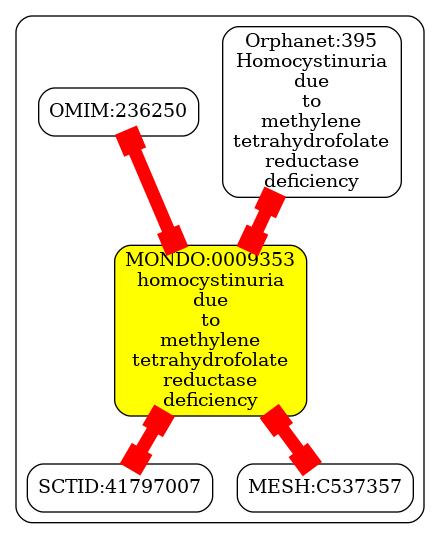 OMIM:236250
Orphanet:395
Homocystinuria
due
to
methylene
tetrahydrofolate
reductase
deficiency
MONDO:0009353
homocystinuria
due
to
methylene
tetrahydrofolate
reductase
deficiency
SCTID:41797007
MESH:C537357